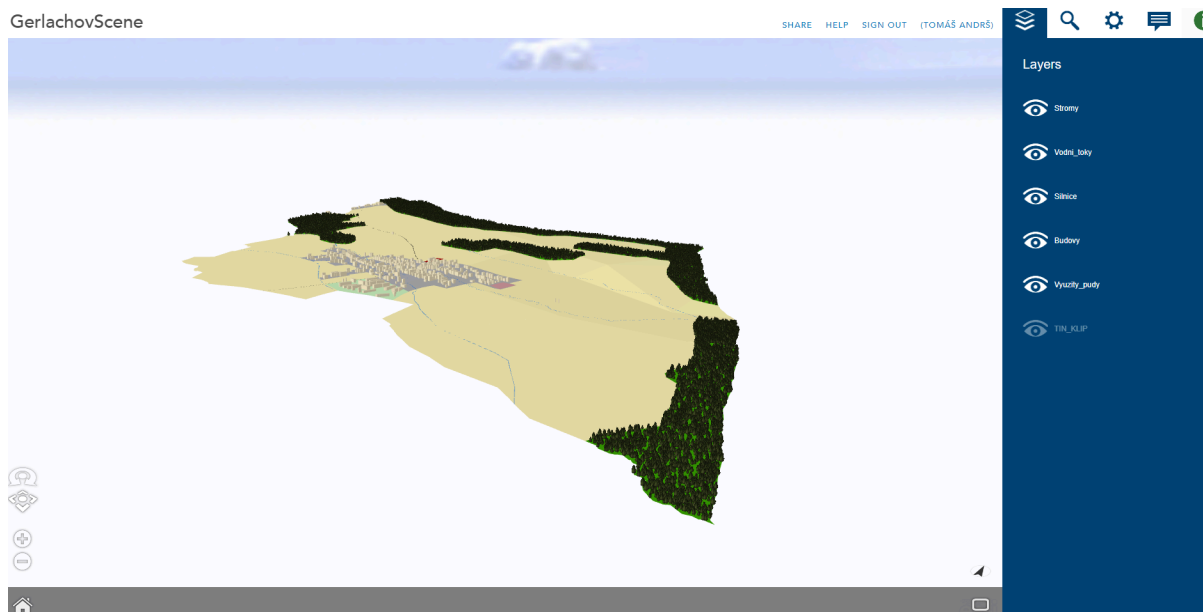 GerlachovScene
SHARE HELP SIGN OUT (TOMÁŠ ANDRŠ)
Layers
Stromy
Vodni_toky
Silnice
Budovy
Vyuzity_pudy
TIN_KLIP